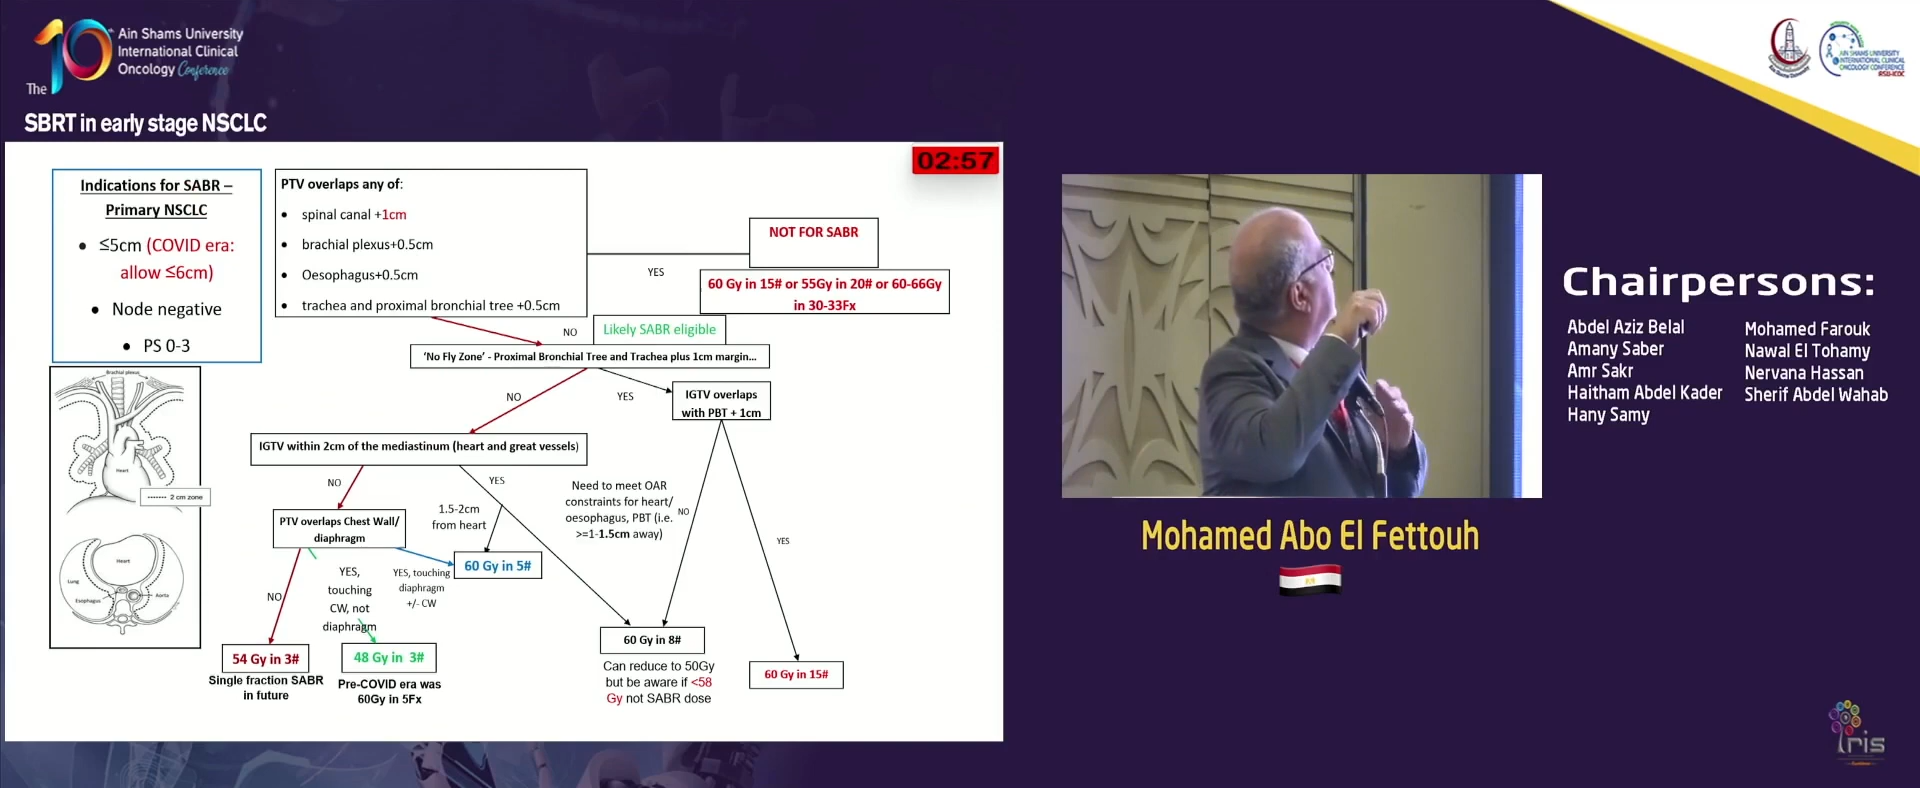 The 10 Ain Shams University
International Clinical
Oncology Conference
SBRT in early stage NSCLC
AIN SHAMS UNIVERSITY
INTERNATIONAL CLINICAL
ONCOLOGY CONFERENCE
02:57
Indications for SABR –
Primary NSCLC
• ≤5cm (COVID era:
allow ≤6cm)
• Node negative
• PS 0-3
PTV overlaps any of:
• spinal canal +1cm
• brachial plexus+0.5cm
• Oesophagus+0.5cm
• trachea and proximal bronchial tree +0.5cm
YES
NOT FOR SABR
60 Gy in 15# or 55Gy in 20# or 60-66Gy
in 30-33Fx
NO
Likely SABR eligible
‘No Fly Zone’ - Proximal Bronchial Tree and Trachea plus 1cm margin...
NO
YES
IGTV overlaps
with PBT + 1cm
IGTV within 2cm of the mediastinum (heart and great vessels)
NO
YES
1.5-2cm
from heart
Need to meet OAR
constraints for heart/
oesophagus, PBT (i.e.
>=1-1.5cm away)
NO
YES
PTV overlaps Chest Wall/
diaphragm
60 Gy in 5#
NO
YES,
touching
CW, not
diaphragm
YES, touching
diaphragm
+/- CW
54 Gy in 3#
Single fraction SABR
in future
48 Gy in 3#
Pre-COVID era was
60Gy in 5Fx
60 Gy in 8#
Can reduce to 50Gy
but be aware if <58
Gy not SABR dose
60 Gy in 15#
Brachial plexus
Heart
2 cm zone
Heart
Lung
Esophagus
Aorta
Mohamed Abo El Fettouh
Chairpersons:
Abdel Aziz Belal
Amany Saber
Amr Sakr
Haitham Abdel Kader
Hany Samy
Mohamed Farouk
Nawal El Tohamy
Nervana Hassan
Sherif Abdel Wahab
Iris